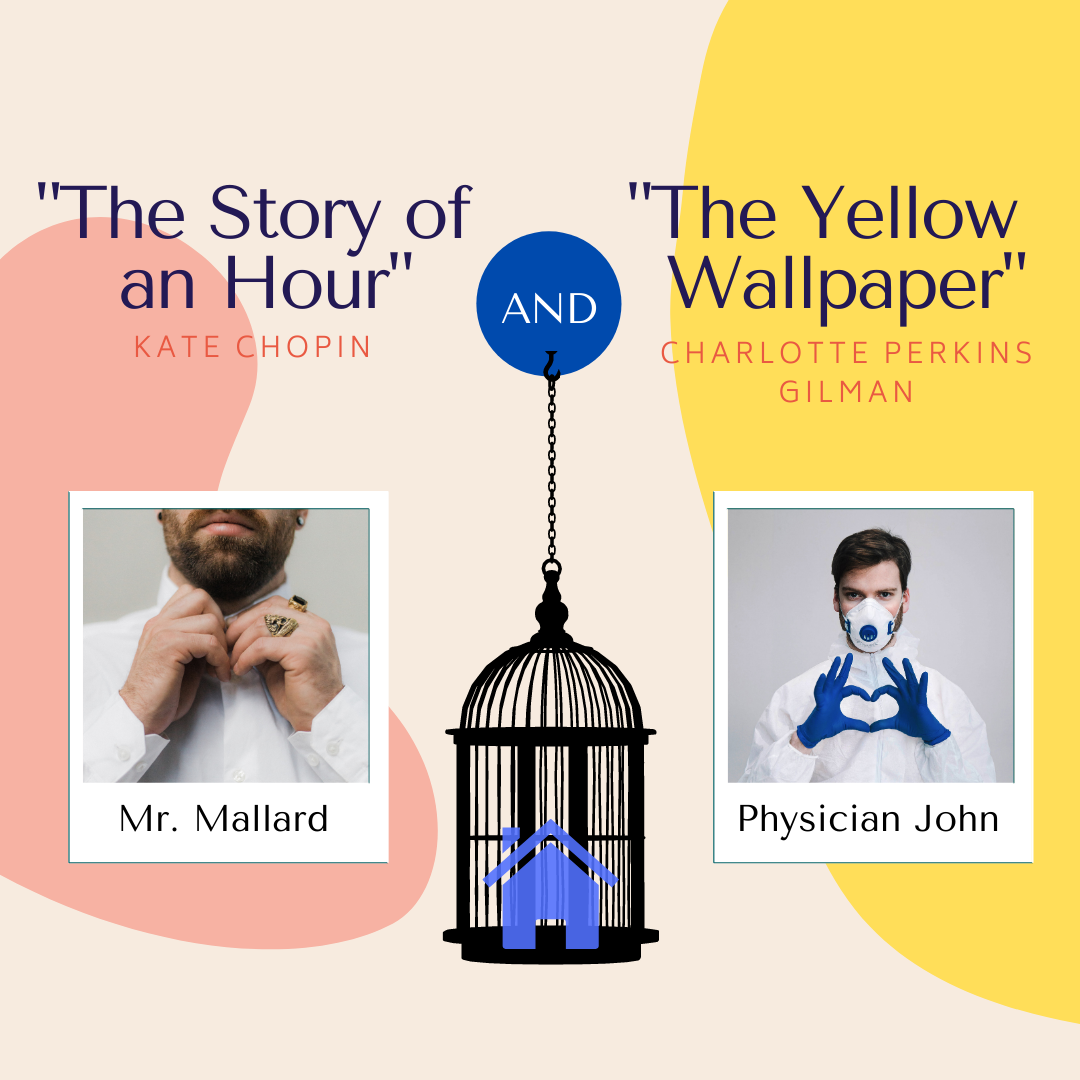 "The Story of
an Hour"
KATE CHOPIN
AND
"The Yellow
Wallpaper"
CHARLOTTE PERKINS
GILMAN
Mr. Mallard
Physician John